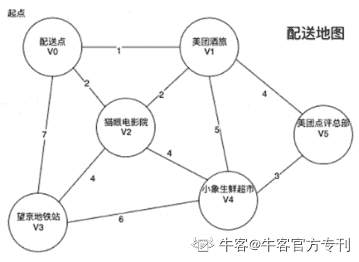 起点
配送地图
配送点
V0
美团酒旅
V1
1
2
2
4
猫眼电影院
V2
5
美团点评总部
V5
7
4
4
3
小象生鲜超市
V4
望京地铁站
V3
6
牛客@牛客官方专刊